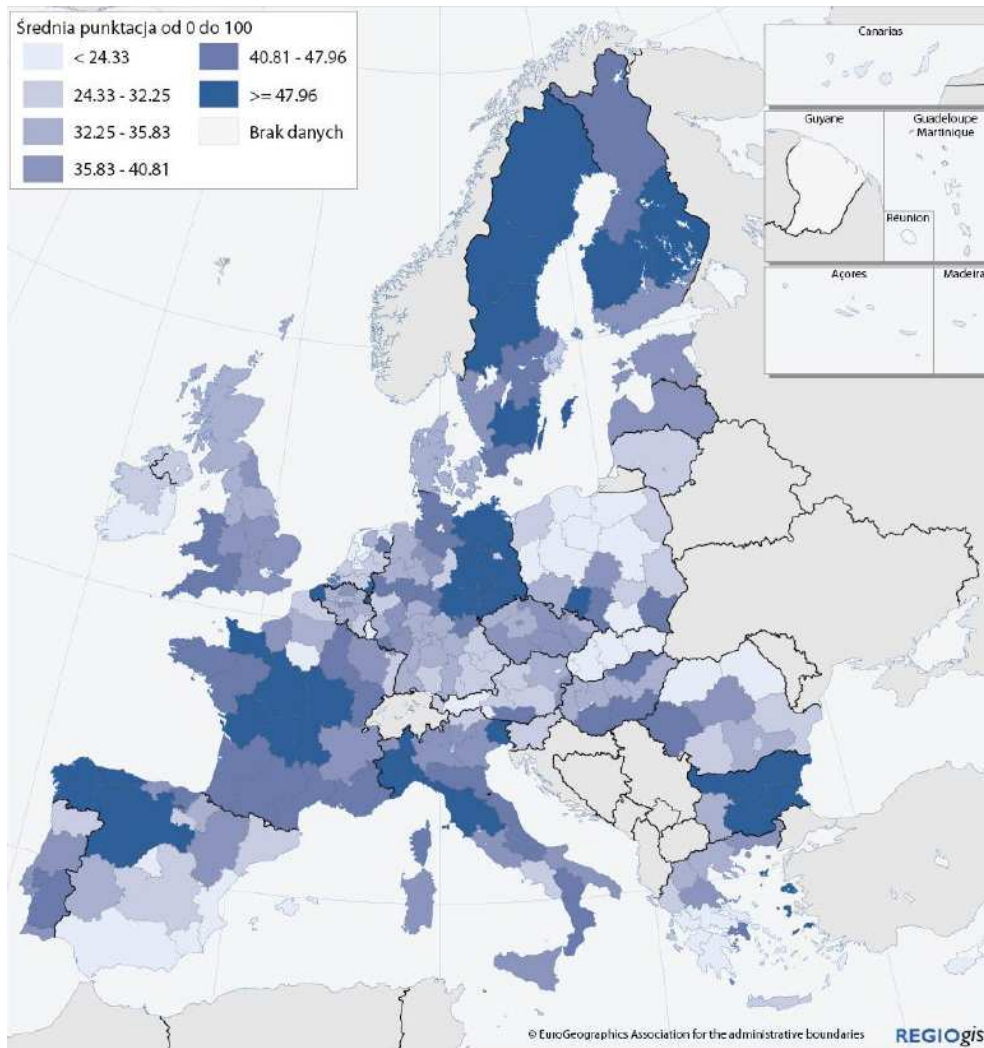 Średnia punktacja od 0 do 100
< 24.33
24.33 - 32.25
32.25 - 35.83
35.83 - 40.81
40.81 - 47.96
>= 47.96
Brak danych
Canarias
Guyane
Guadeloupe
Martinique
Réunion
Açores
Madeira
© EuroGeographics Association for the administrative boundaries
REGIOgis